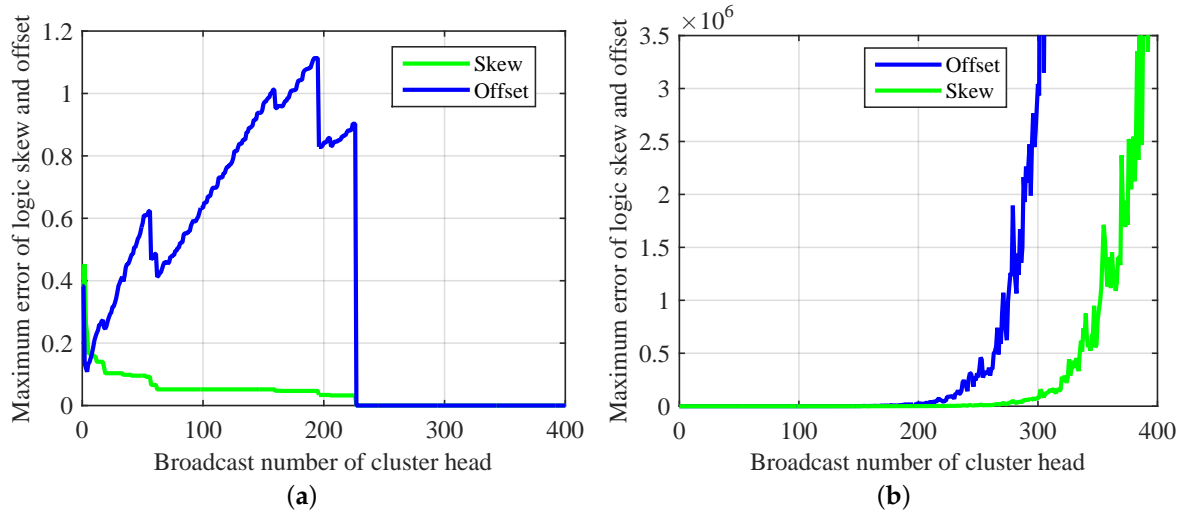 Maximum error of logic skew and offset
1.2
1
0.8
0.6
0.4
0.2
0
0 100 200 300 400
Skew
Offset
Broadcast number of cluster head
(a)
×10^6
Maximum error of logic skew and offset
3.5
3
2.5
2
1.5
1
0.5
0
0 100 200 300 400
Offset
Skew
Broadcast number of cluster head
(b)